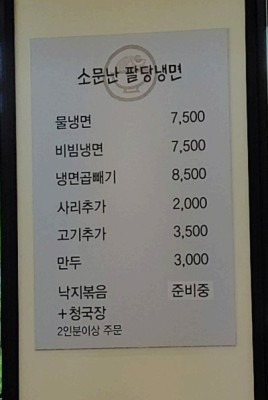 소문난 팔당냉면
물냉면 7,500
비빔냉면 7,500
냉면곱빼기 8,500
사리추가 2,000
고기추가 3,500
만두 3,000
낙지볶음 준비중
+청국장
2인분이상 주문